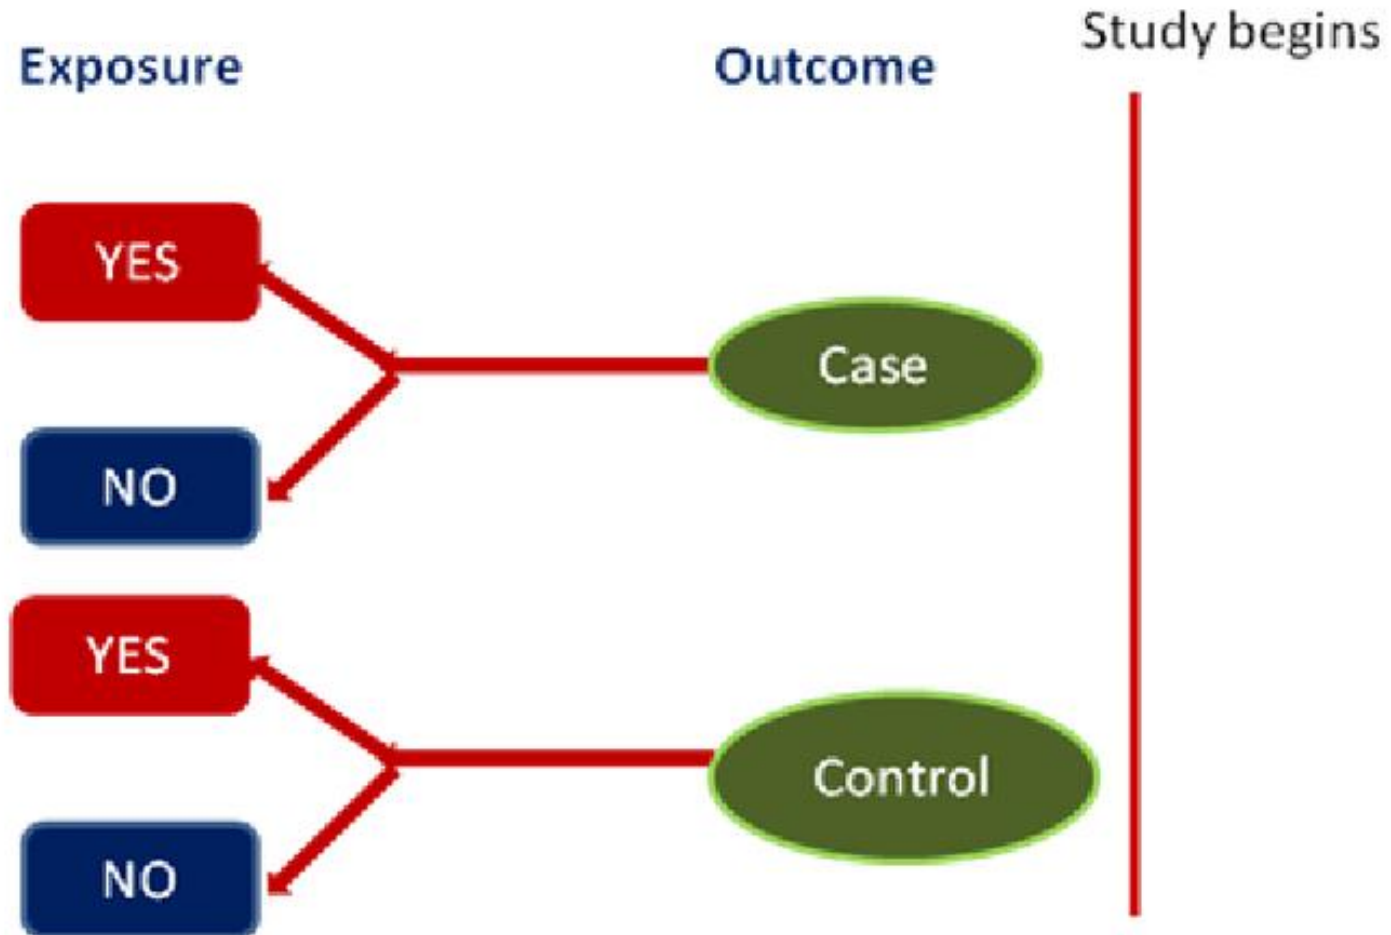 Study begins
Exposure
Outcome
YES
Case
NO
YES
Control
NO